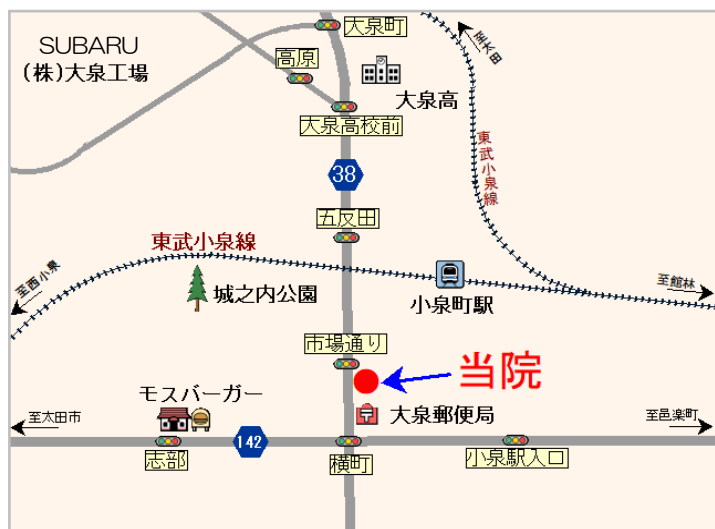 大泉町
SUBARU
(株)大泉工場
高原
大泉高
大泉高校前
至太田
東武小泉線
38
五反田
東武小泉線
至西小泉
城之内公園
小泉町駅
至館林
市場通り
当院
モスバーガー
大泉郵便局
至太田市
至邑楽町
142
志部
横町
小泉駅入口